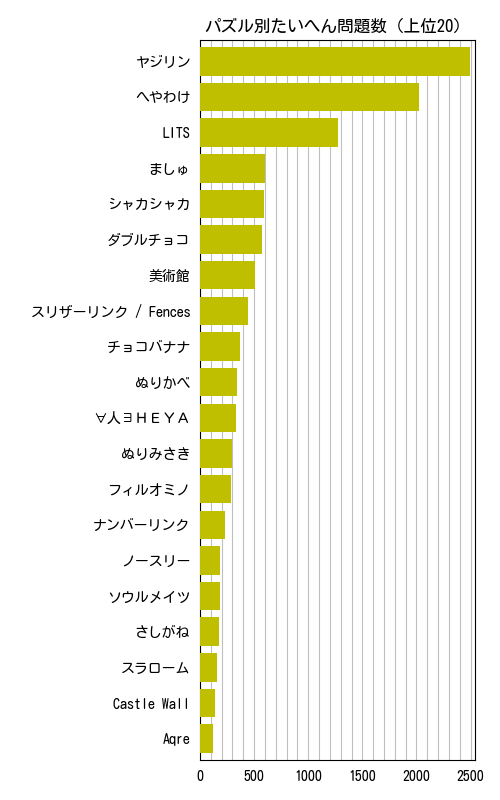 パズル別たいへん問題数 (上位20)
ヤジリン
へやわけ
LITS
ましゅ
シャカシャカ
ダブルチョコ
美術館
スリザーリンク / Fences
チョコバナナ
ぬりかべ
∀人∃ＨＥＹＡ
ぬりみさき
フィルオミノ
ナンバーリンク
ノースリー
ソウルメイツ
さしがね
スラローム
Castle Wall
Aqre
0 500 1000 1500 2000 2500